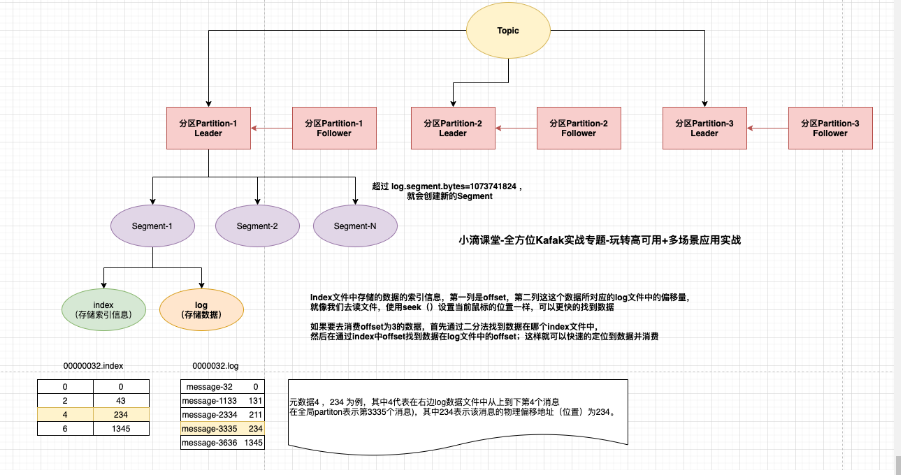 Topic
分区Partition-1
Leader
分区Partition-1
Follower
分区Partition-2
Leader
分区Partition-2
Follower
分区Partition-3
Leader
分区Partition-3
Follower
超过 log.segment.bytes=1073741824 ，
就会创建新的Segment
Segment-1
Segment-2
Segment-N
小滴课堂-全方位Kafak实战专题-玩转高可用+多场景应用实战
index
（存储索引信息）
log
（存储数据）
Index文件中存储的数据的索引信息，第一列是offset，第二列这这个数据所对应的log文件中的偏移量，
就像我们去读文件，使用seek（）设置当前鼠标的位置一样，可以更快的找到数据
如果要去消费offset为3的数据，首先通过二分法找到数据在哪个index文件中，
然后在通过index中offset找到数据在log文件中的offset；这样就可以快速的定位到数据并消费
00000032.index
0 0
2 43
4 234
6 1345
0000032.log
message-32 0
message-1133 131
message-2334 211
message-3335 234
message-3636 1345
元数据4 ，234 为例，其中4代表在右边log数据文件中从上到下第4个消息
在全局partiton表示第3335个消息)，其中234表示该消息的物理偏移地址（位置）为234。